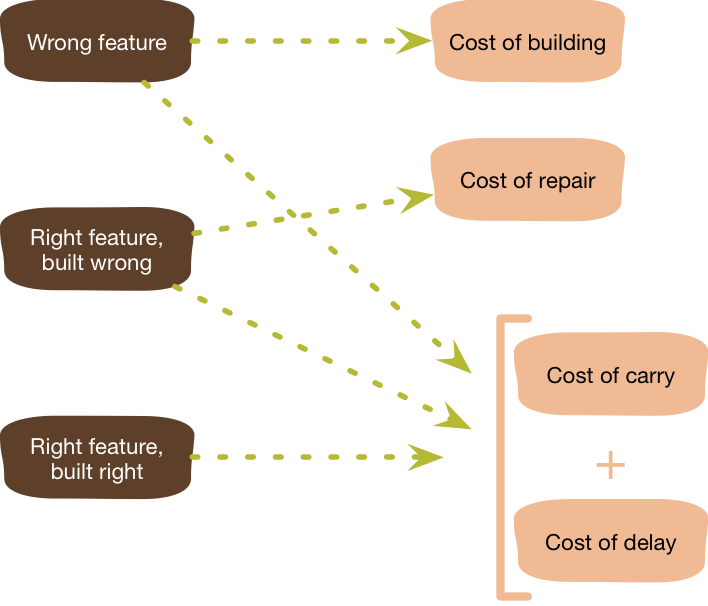 Wrong feature
Cost of building
Cost of repair
Right feature,
built wrong
Cost of carry
Right feature,
built right
+
Cost of delay